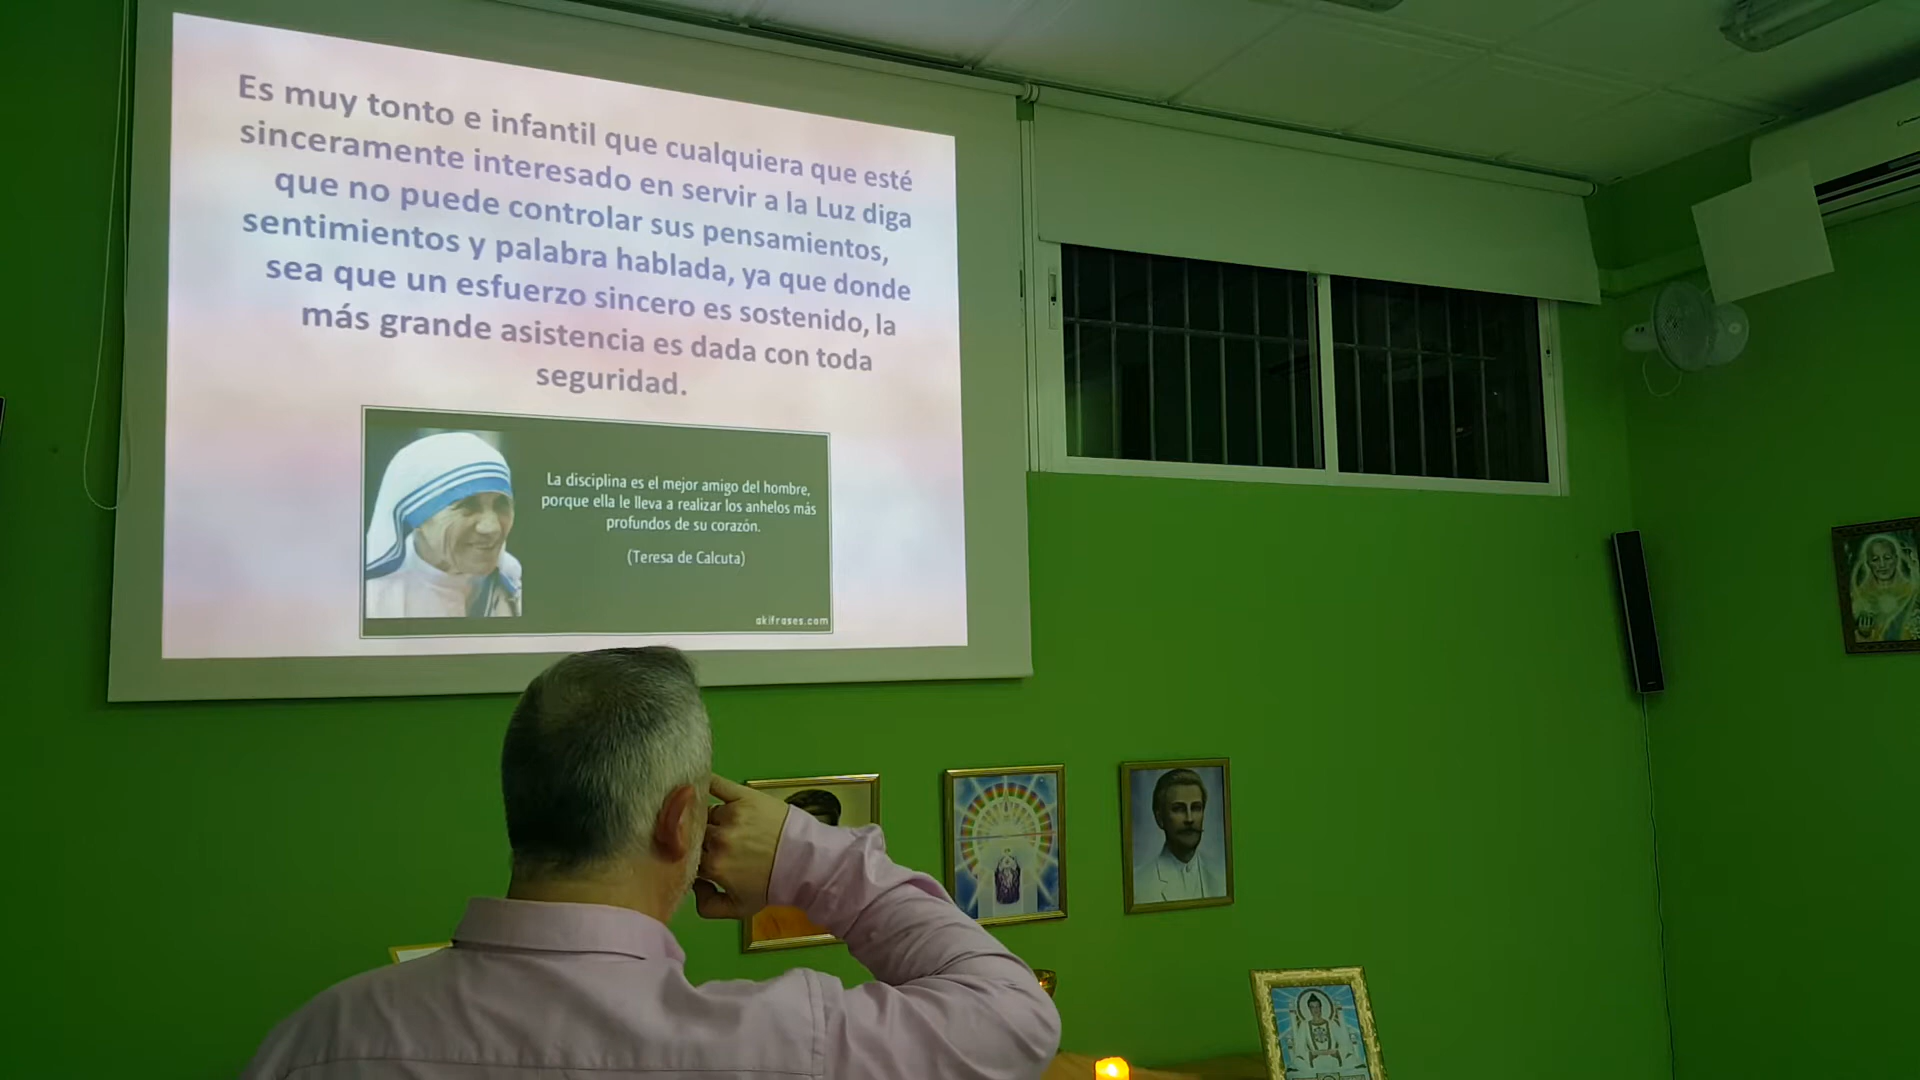 Es muy tonto e infantil que cualquiera que esté
sinceramente interesado en servir a la Luz diga
que no puede controlar sus pensamientos,
sentimientos y palabra hablada, ya que donde
sea que un esfuerzo sincero es sostenido, la
más grande asistencia es dada con toda
seguridad.
La disciplina es el mejor amigo del hombre,
porque ella le lleva a realizar los anhelos más
profundos de su corazón.
(Teresa de Calcuta)
akifrases.com